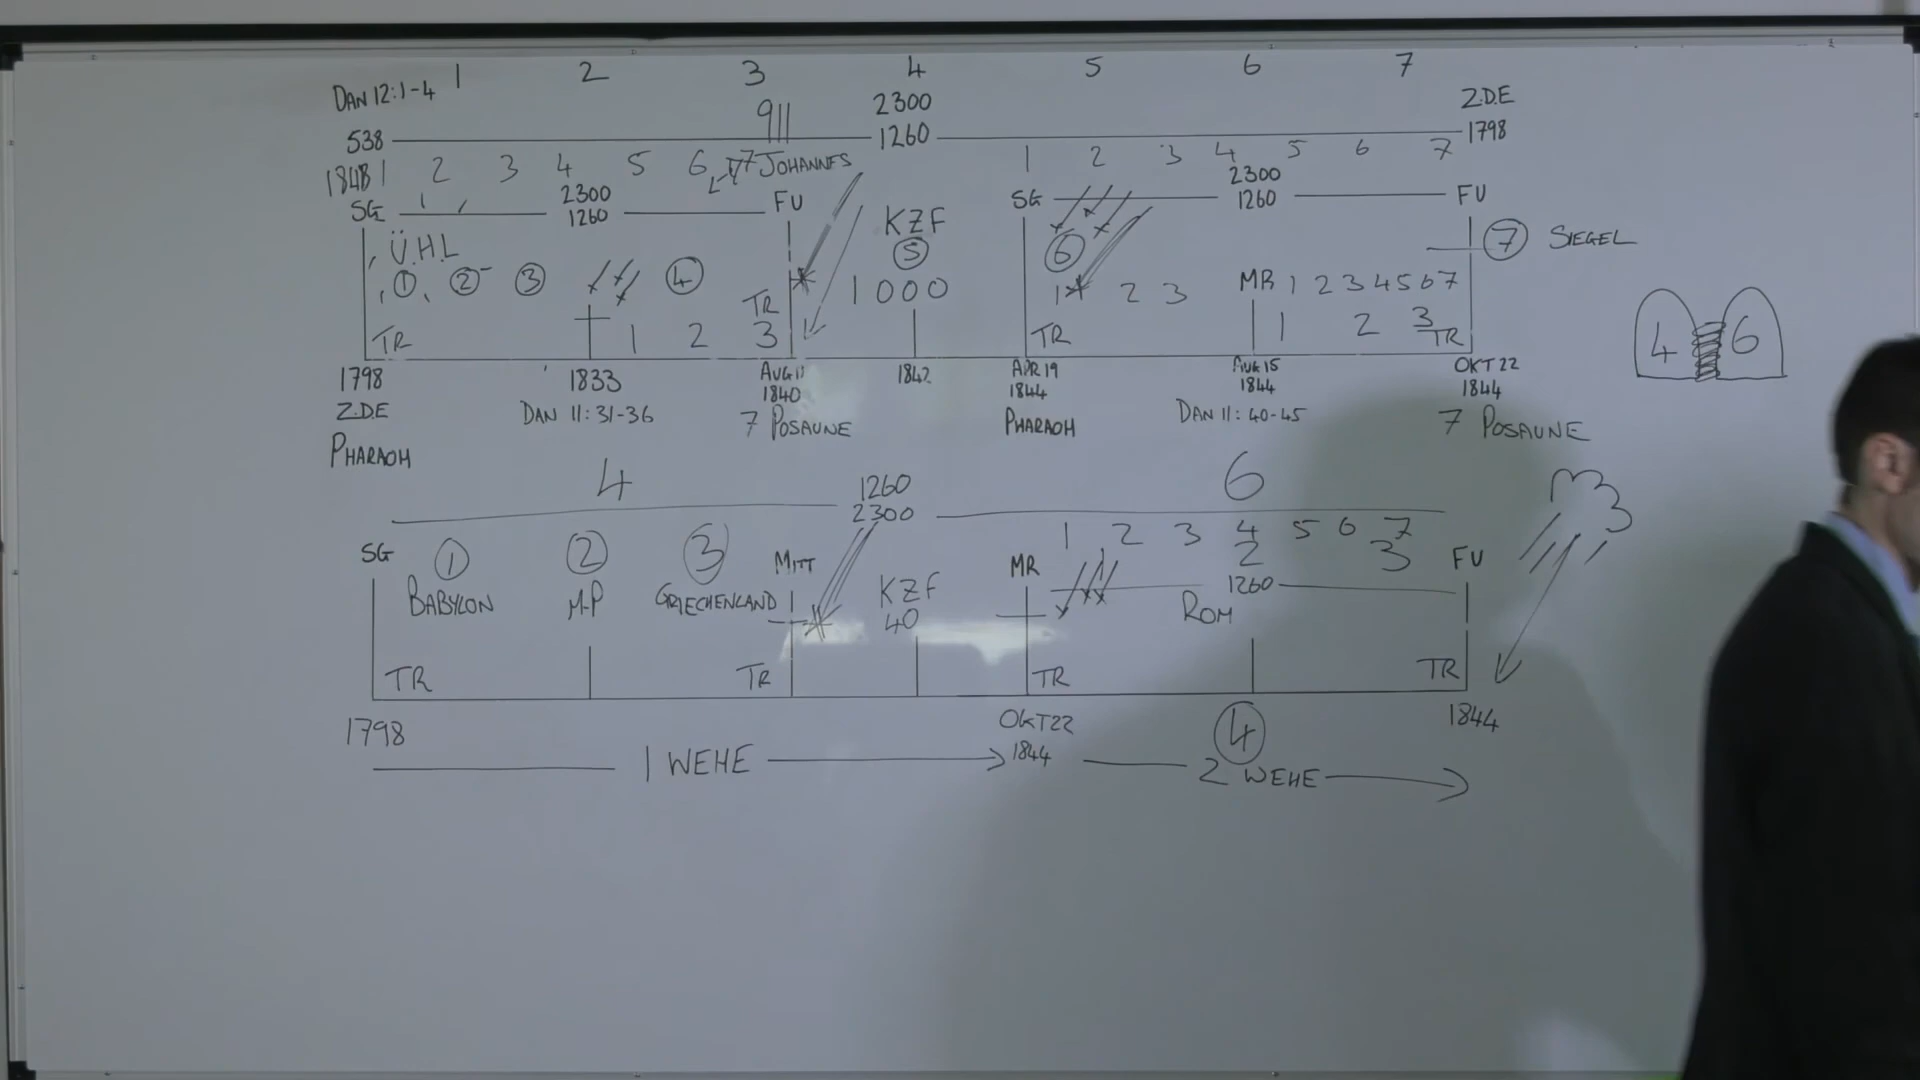 1 2 3 4 5 6 7
DAN 12:1-4 911 2300 Z.D.E
538 1260 1798
1 2 3 4 5 6 7 JOHANNES 1 2 3 4 5 6 7
2300 2300
SG 1260 FU SG 1260 FU
Ü.H.L KZF
5 6 7 SIEGEL
1 2 3 4 1000 1 2 3 MR 1 2 3 4 5 6 7
TR
TR 1 2 3 TR 1 2 3 TR
4 6
1798 1833 AUG 11 1842 APR 19 AUG 15 OKT 22
1840 1844 1844 1844
Z.D.E DAN 11:31-36 7 POSAUNE PHARAOH DAN 11:40-45 7 POSAUNE
PHARAOH
4 1260 6
2300
1 2 3 4 5 6 7
SG 1 2 3 MITT MR 2 3 FU
BABYLON M-P GRIECHENLAND KZF 1260
40 ROM
TR TR TR TR
1798 OKT 22 4 1844
1 WEHE 1844 2 WEHE